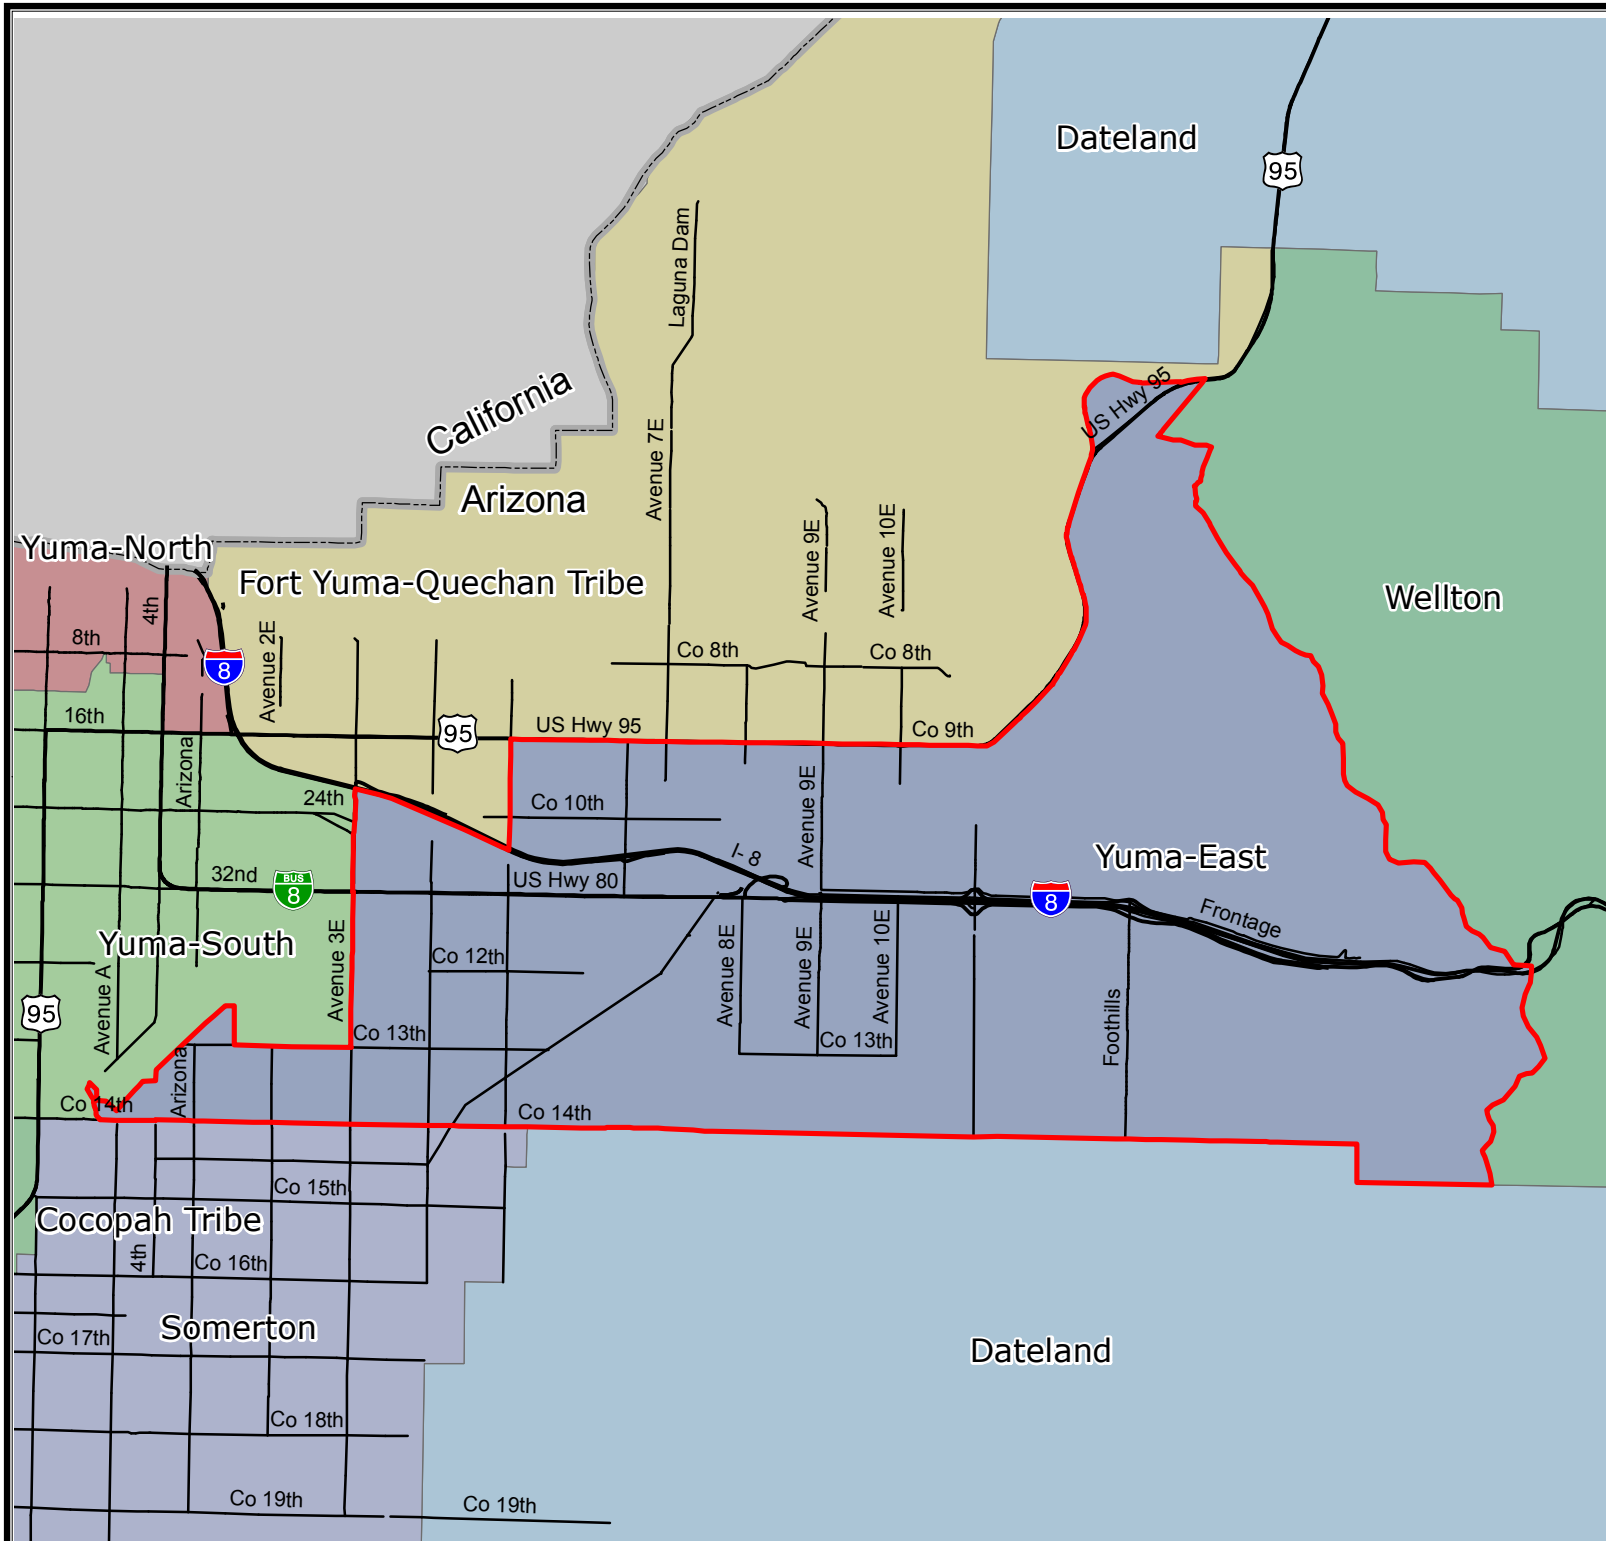 Dateland
95
Laguna Dam
California
US Hwy 95
Avenue 7E
Arizona
Avenue 9E
Avenue 10E
Yuma-North
Fort Yuma-Quechan Tribe
Wellton
4th
8th
8
Avenue 2E
Co 8th
Co 8th
16th
95
US Hwy 95
Co 9th
Arizona
24th
Co 10th
Avenue 9E
I- 8
Yuma-East
32nd
BUS
8
US Hwy 80
8
Frontage
Yuma-South
Avenue 3E
Co 12th
Avenue 8E
Avenue 9E
Avenue 10E
95
Avenue A
Co 13th
Co 13th
Foothills
Arizona
Co 14th
Co 14th
Co 15th
Cocopah Tribe
4th
Co 16th
Somerton
Co 17th
Dateland
Co 18th
Co 19th
Co 19th